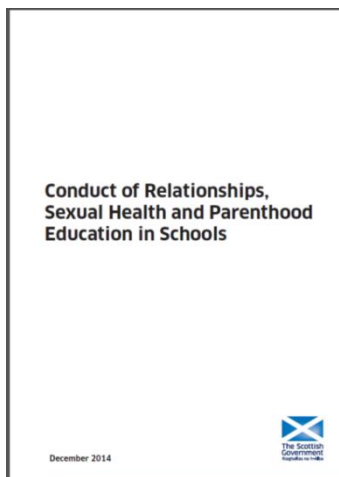 Conduct of Relationships,
Sexual Health and Parenthood
Education in Schools
December 2014
The Scottish
Government